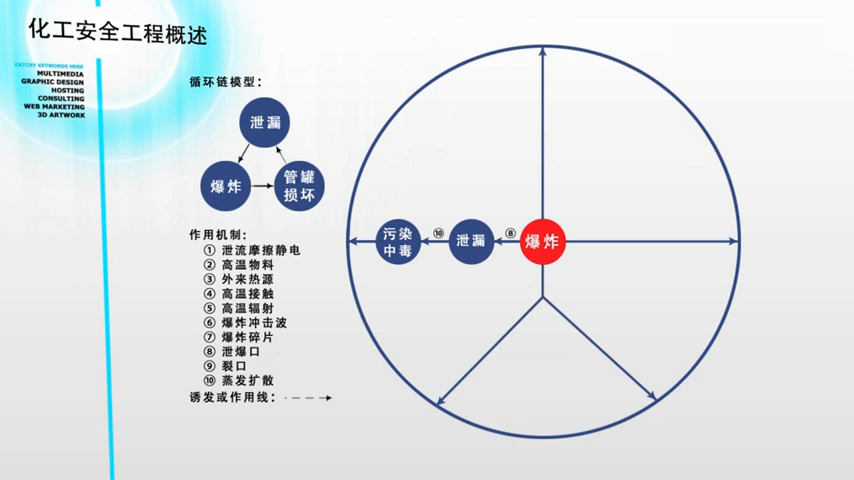 化工安全工程概述
CATCHY KEYWORDS HERE
MULTIMEDIA
GRAPHIC DESIGN
HOSTING
CONSULTING
WEB MARKETING
3D ARTWORK
循环链模型：
泄漏
爆炸
管罐
损坏
作用机制：
① 泄流摩擦静电
② 高温物料
③ 外来热源
④ 高温接触
⑤ 高温辐射
⑥ 爆炸冲击波
⑦ 爆炸碎片
⑧ 泄爆口
⑨ 裂口
⑩ 蒸发扩散
诱发或作用线：
污染
中毒
⑩
泄漏
⑧
爆炸